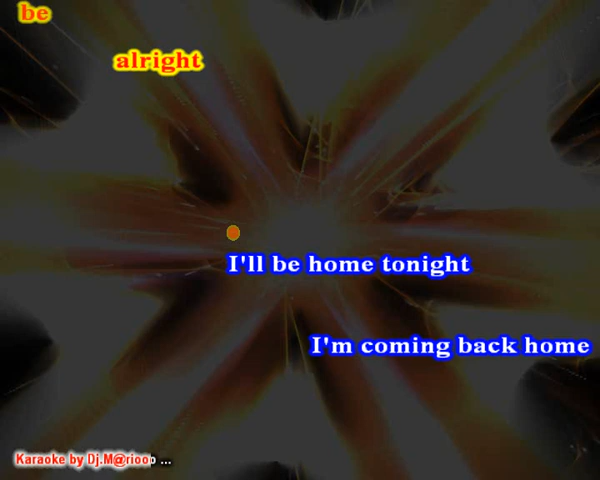 be
alright
I'll be home tonight
I'm coming back home
Karaoke by Dj.M@rioo ...